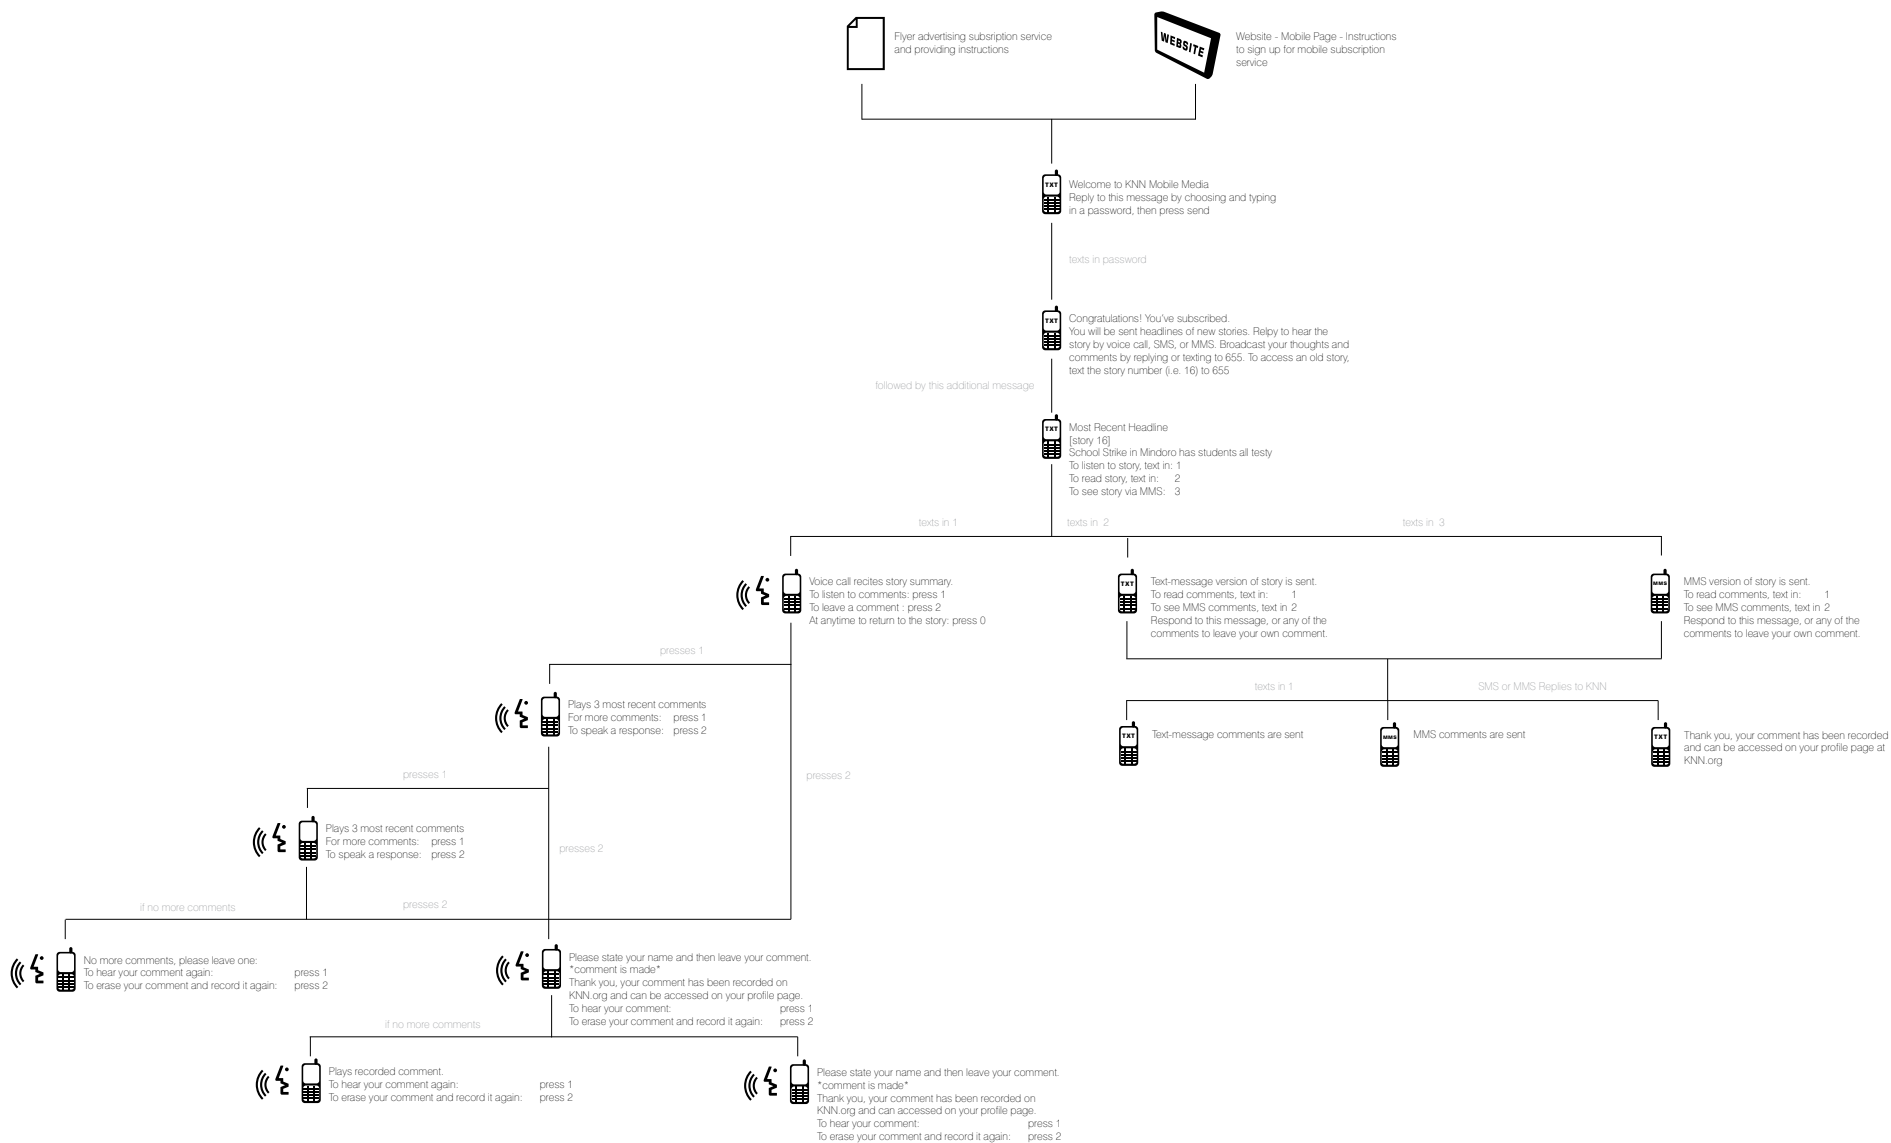 Flyer advertising subsription service
and providing instructions
WEBSITE
Website - Mobile Page - Instructions
to sign up for mobile subscription
service
TXT
Welcome to KNN Mobile Media
Reply to this message by choosing and typing
in a password, then press send
texts in password
TXT
Congratulations! You've subscribed.
You will be sent headlines of new stories. Relpy to hear the
story by voice call, SMS, or MMS. Broadcast your thoughts and
comments by replying or texting to 655. To access an old story,
text the story number (i.e. 16) to 655
followed by this additional message
TXT
Most Recent Headline
[story 16]
School Strike in Mindoro has students all testy
To listen to story, text in: 1
To read story, text in: 2
To see story via MMS: 3
texts in 1
texts in 2
texts in 3
Voice call recites story summary.
To listen to comments: press 1
To leave a comment : press 2
At anytime to return to the story: press 0
TXT
Text-message version of story is sent.
To read comments, text in: 1
To see MMS comments, text in 2
Respond to this message, or any of the
comments to leave your own comment.
MMS
MMS version of story is sent.
To read comments, text in: 1
To see MMS comments, text in 2
Respond to this message, or any of the
comments to leave your own comment.
presses 1
texts in 1
SMS or MMS Replies to KNN
Plays 3 most recent comments
For more comments: press 1
To speak a response: press 2
TXT
Text-message comments are sent
MMS
MMS comments are sent
TXT
Thank you, your comment has been recorded
and can be accessed on your profile page at
KNN.org
presses 1
presses 2
Plays 3 most recent comments
For more comments: press 1
To speak a response: press 2
presses 2
if no more comments
presses 2
No more comments, please leave one:
To hear your comment again: press 1
To erase your comment and record it again: press 2
Please state your name and then leave your comment.
*comment is made*
Thank you, your comment has been recorded on
KNN.org and can be accessed on your profile page.
To hear your comment: press 1
To erase your comment and record it again: press 2
if no more comments
Plays recorded comment.
To hear your comment again: press 1
To erase your comment and record it again: press 2
Please state your name and then leave your comment.
*comment is made*
Thank you, your comment has been recorded on
KNN.org and can accessed on your profile page.
To hear your comment: press 1
To erase your comment and record it again: press 2